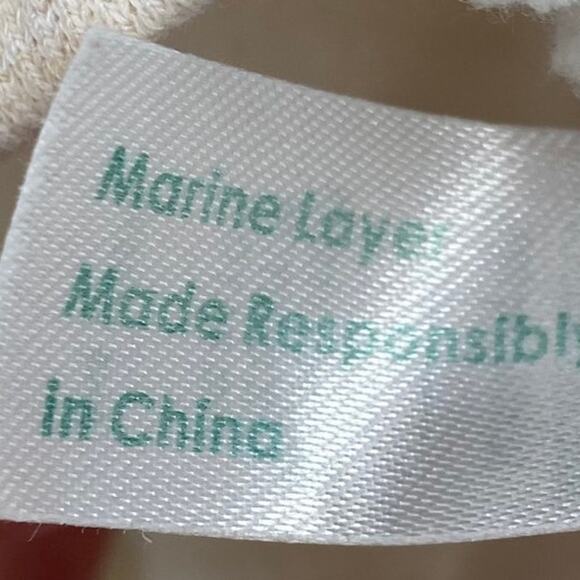 Marine Layer
Made Responsibly
in China